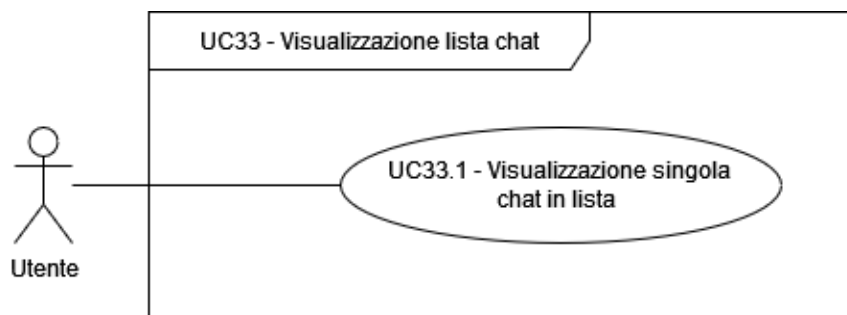 UC33 - Visualizzazione lista chat
UC33.1 - Visualizzazione singola
chat in lista
Utente